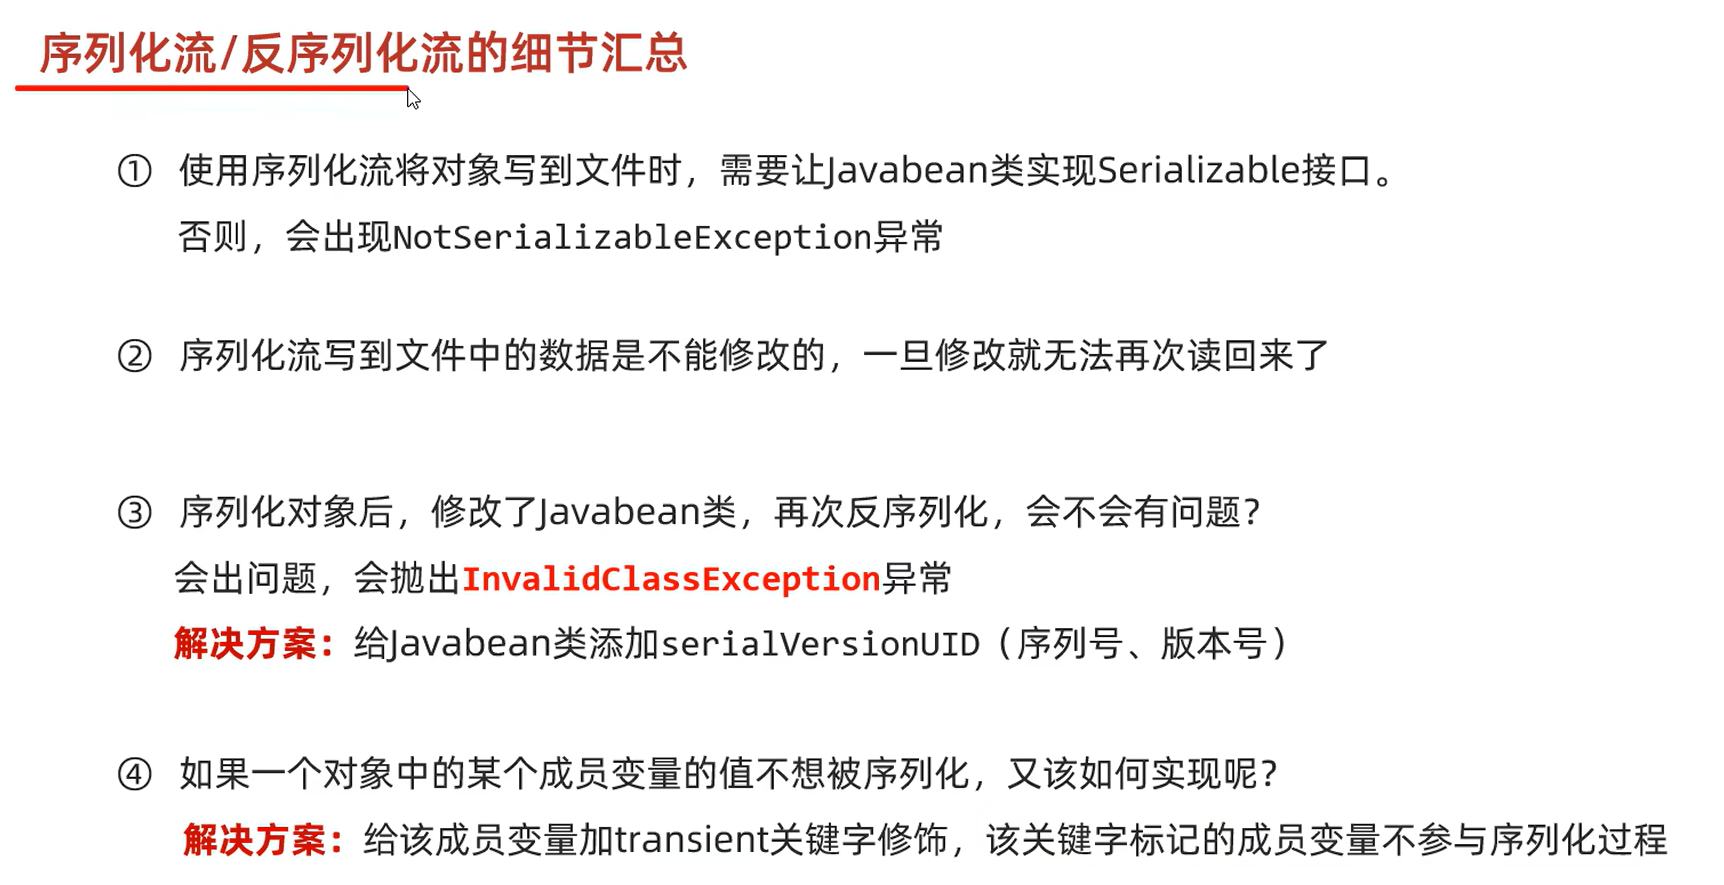 序列化流/反序列化流的细节汇总
① 使用序列化流将对象写到文件时，需要让Javabean类实现Serializable接口。
否则，会出现NotSerializableException异常
② 序列化流写到文件中的数据是不能修改的，一旦修改就无法再次读回来了
③ 序列化对象后，修改了Javabean类，再次反序列化，会不会有问题？
会出问题，会抛出InvalidClassException异常
解决方案：给Javabean类添加serialVersionUID（序列号、版本号）
④ 如果一个对象中的某个成员变量的值不想被序列化，又该如何实现呢？
解决方案：给该成员变量加transient关键字修饰，该关键字标记的成员变量不参与序列化过程